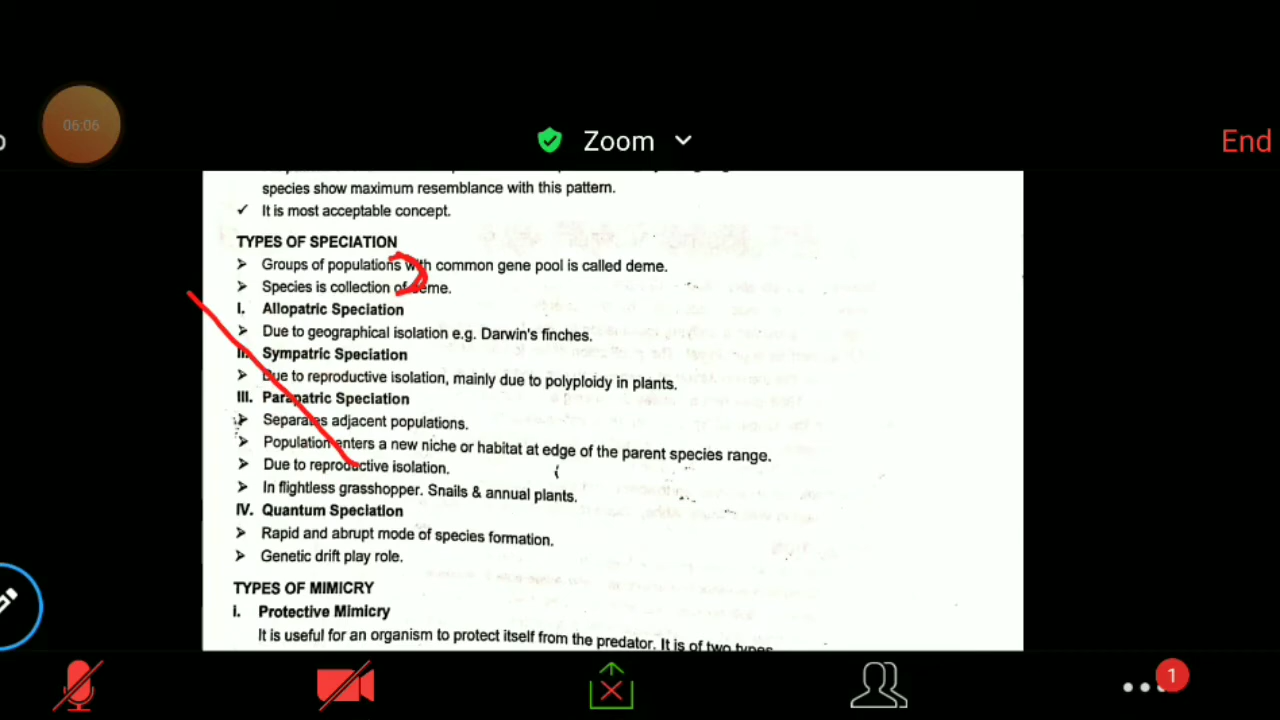 06:06
Zoom
End
species show maximum resemblance with this pattern.
✓ It is most acceptable concept.
TYPES OF SPECIATION
➤ Groups of populations with common gene pool is called deme.
➤ Species is collection of deme.
I. Allopatric Speciation
➤ Due to geographical isolation e.g. Darwin's finches.
II. Sympatric Speciation
➤ Due to reproductive isolation, mainly due to polyploidy in plants.
III. Parapatric Speciation
➤ Separates adjacent populations.
➤ Population enters a new niche or habitat at edge of the parent species range.
➤ Due to reproductive isolation.
➤ In flightless grasshopper. Snails & annual plants.
IV. Quantum Speciation
➤ Rapid and abrupt mode of species formation.
➤ Genetic drift play role.
TYPES OF MIMICRY
i. Protective Mimicry
It is useful for an organism to protect itself from the predator. It is of two types
1